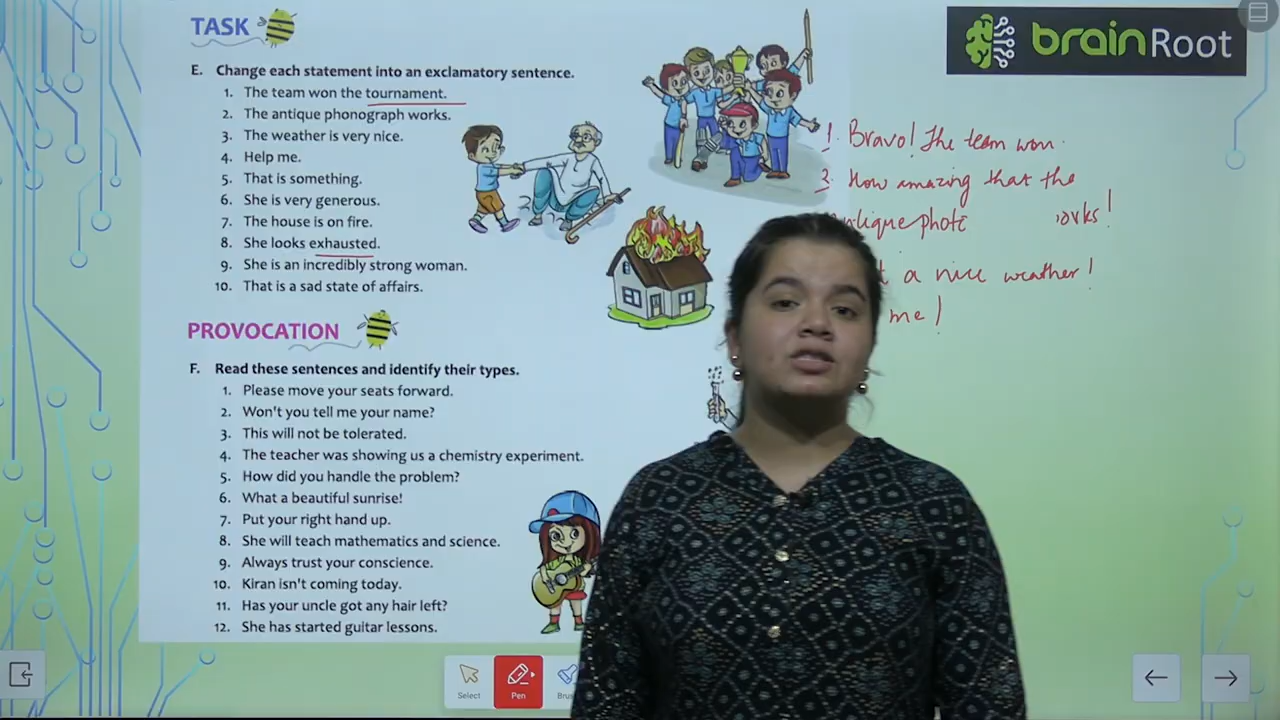 TASK
brainRoot
E. Change each statement into an exclamatory sentence.
1. The team won the tournament.
2. The antique phonograph works.
3. The weather is very nice.
4. Help me.
5. That is something.
6. She is very generous.
7. The house is on fire.
8. She looks exhausted.
9. She is an incredibly strong woman.
10. That is a sad state of affairs.
PROVOCATION
F. Read these sentences and identify their types.
1. Please move your seats forward.
2. Won't you tell me your name?
3. This will not be tolerated.
4. The teacher was showing us a chemistry experiment.
5. How did you handle the problem?
6. What a beautiful sunrise!
7. Put your right hand up.
8. She will teach mathematics and science.
9. Always trust your conscience.
10. Kiran isn't coming today.
11. Has your uncle got any hair left?
12. She has started guitar lessons.
1. Bravo! The team won.
2. How amazing that the
a nice weather!
me!
Select
Pen